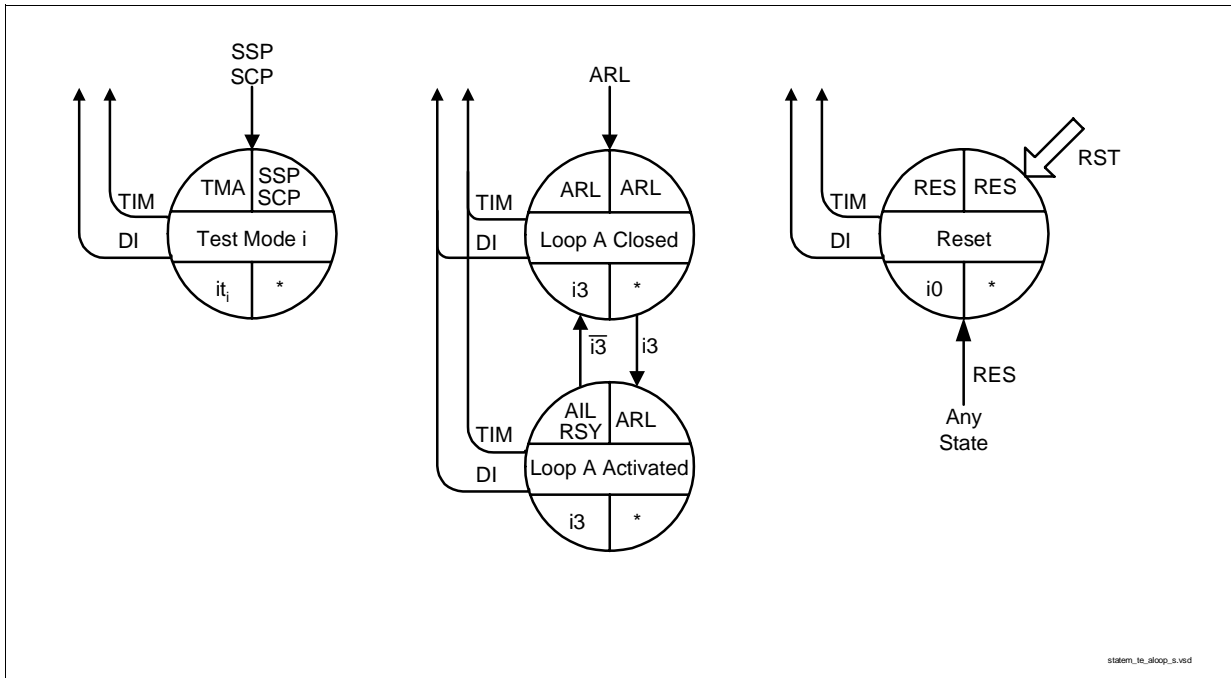 SSP
SCP
TMA
SSP
SCP
TIM
DI
Test Mode i
it_i
*
ARL
ARL
ARL
TIM
DI
Loop A Closed
i3
*
i̅3̅
i3
AIL
RSY
ARL
TIM
DI
Loop A Activated
i3
*
RES
RES
RST
TIM
DI
Reset
i0
*
RES
Any
State
statem_te_aloop_s.vsd